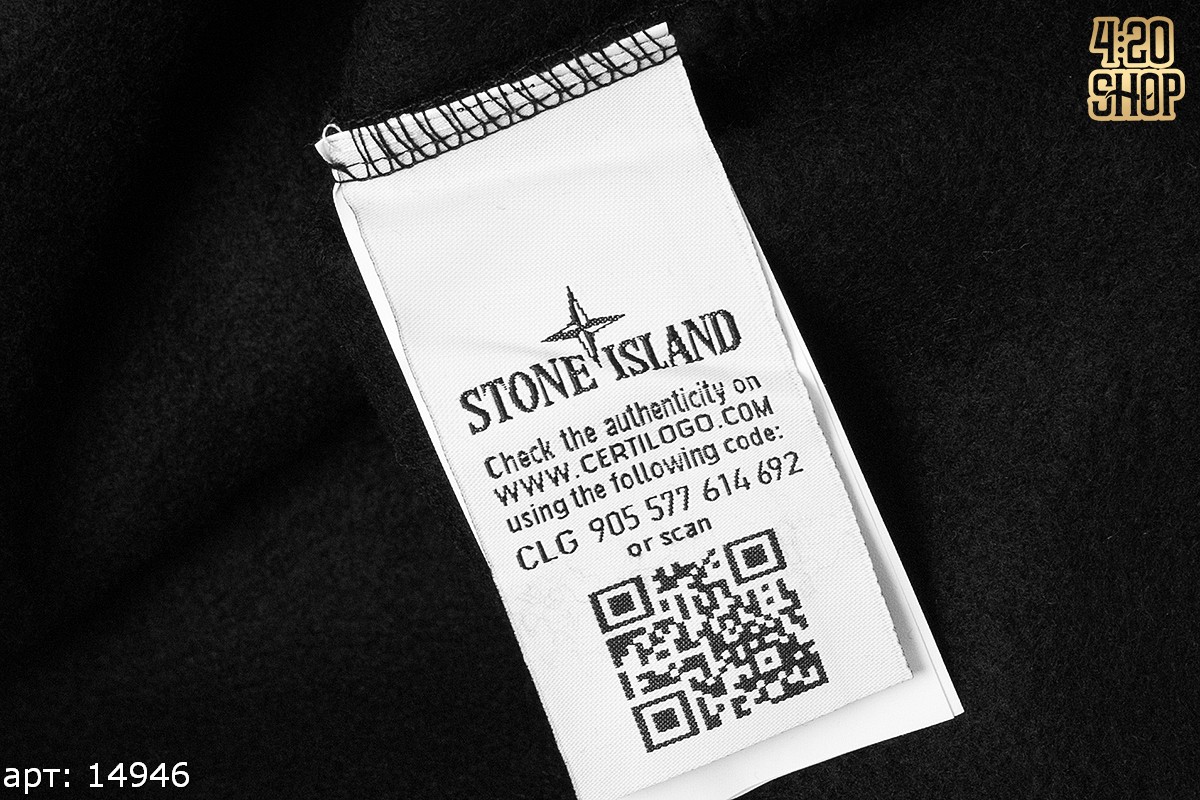 4:20
SHOP
STONE ISLAND
Check the authenticity on
WWW.CERTILOGO.COM
using the following code:
CLG 905 577 614 692
or scan
арт: 14946